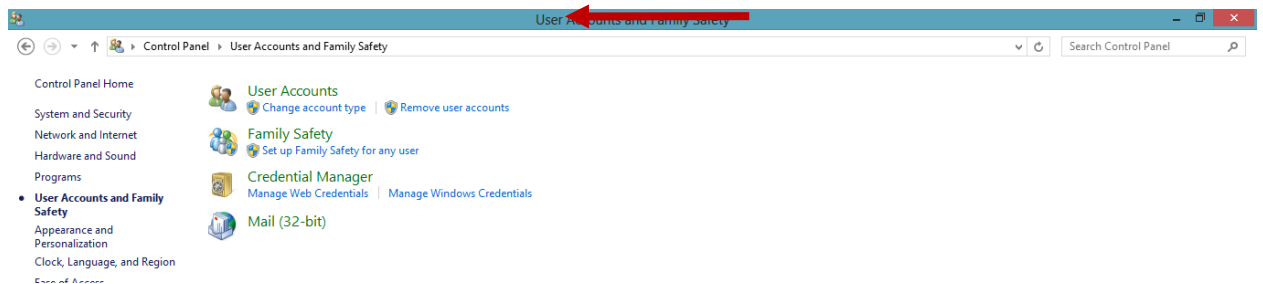 User Accounts and Family Safety
Control Panel User Accounts and Family Safety
Search Control Panel
Control Panel Home
System and Security
Network and Internet
Hardware and Sound
Programs
User Accounts and Family
Safety
Appearance and
Personalization
Clock, Language, and Region
Ease of Access
User Accounts
Change account type
Remove user accounts
Family Safety
Set up Family Safety for any user
Credential Manager
Manage Web Credentials
Manage Windows Credentials
Mail (32-bit)